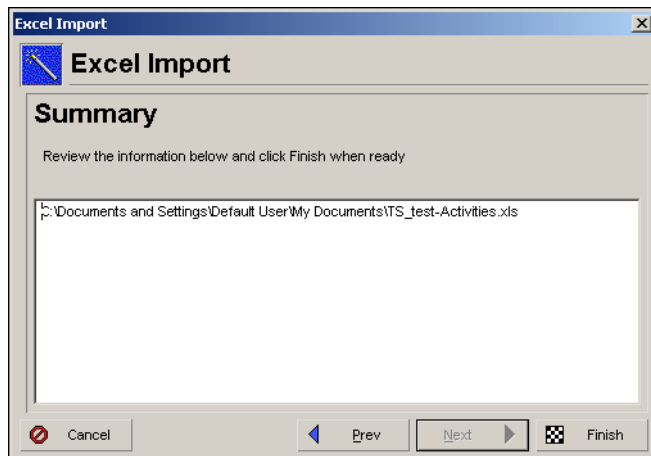 Excel Import
Excel Import
Summary
Review the information below and click Finish when ready
C:\Documents and Settings\Default User\My Documents\TS_test-Activities.xls
Cancel
Prev
Next
Finish